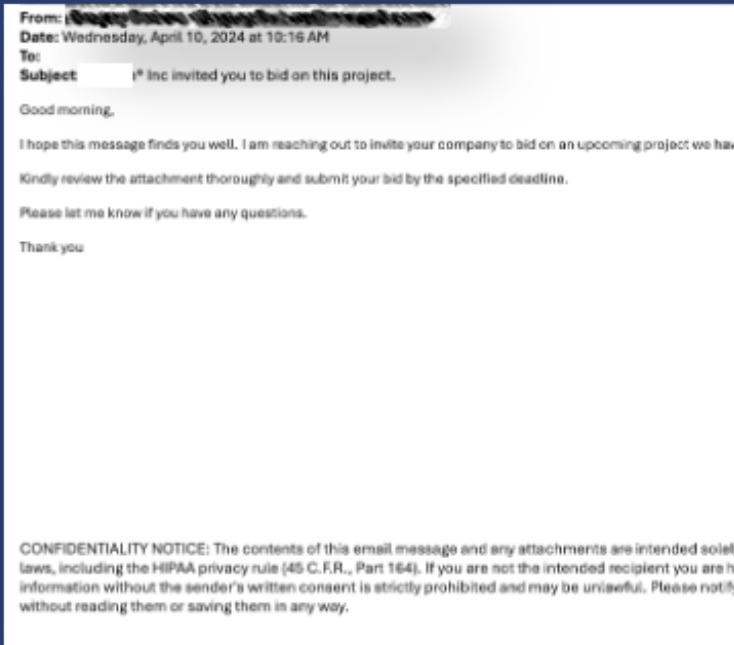 From:
Date: Wednesday, April 10, 2024 at 10:16 AM
To:
Subject * Inc invited you to bid on this project.
Good morning,
I hope this message finds you well. I am reaching out to invite your company to bid on an upcoming project we hav
Kindly review the attachment thoroughly and submit your bid by the specified deadline.
Please let me know if you have any questions.
Thank you
CONFIDENTIALITY NOTICE: The contents of this email message and any attachments are intended solel
laws, including the HIPAA privacy rule (45 C.F.R., Part 164). If you are not the intended recipient you are h
information without the sender's written consent is strictly prohibited and may be unlawful. Please notify
without reading them or saving them in any way.